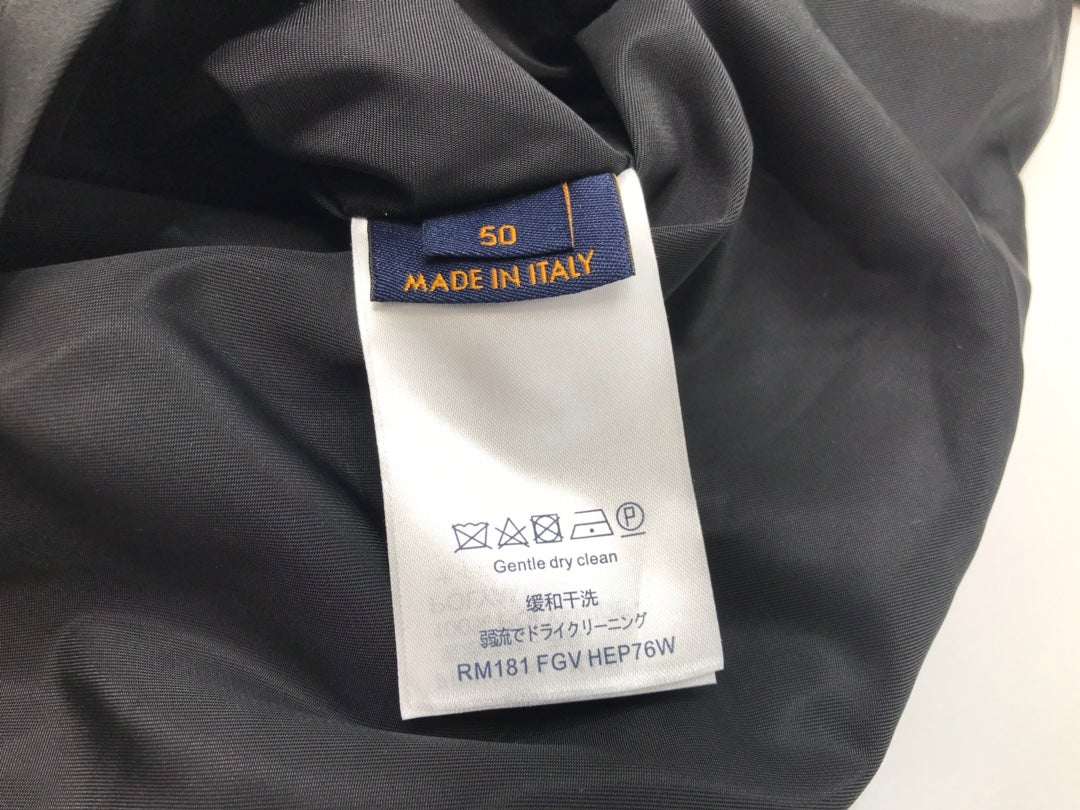 50
MADE IN ITALY
P
Gentle dry clean
缓和干洗
弱流でドライクリーニング
RM181 FGV HEP76W